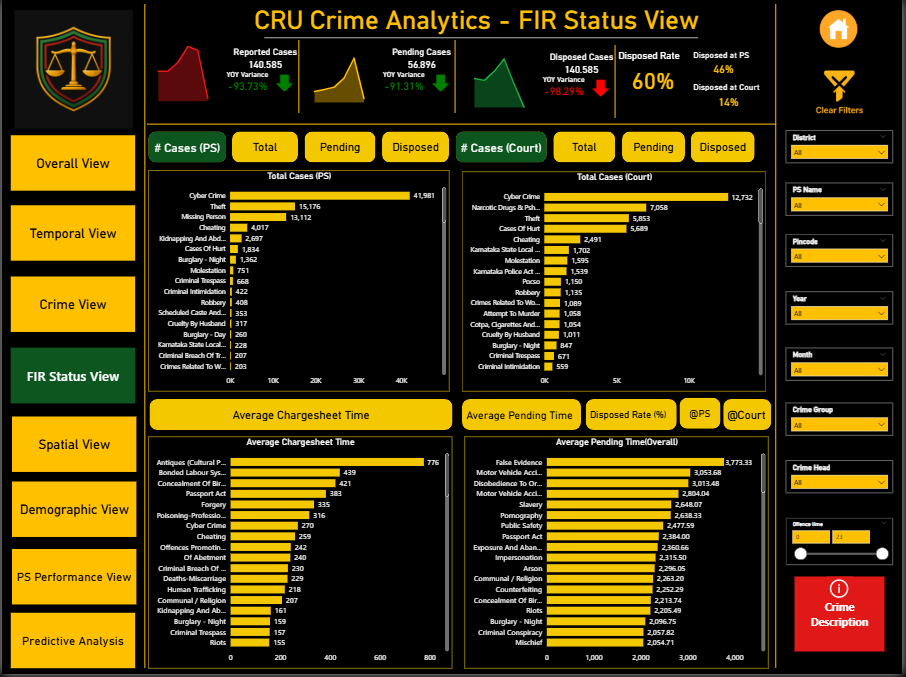 CRU Crime Analytics - FIR Status View
Reported Cases
140.585
YOY Variance
-93.73%
Pending Cases
56.896
YOY Variance
-91.31%
Disposed Cases
140.585
YOY Variance
-98.29%
Disposed Rate
60%
Disposed at PS
46%
Disposed at Court
14%
Clear Filters
Overall View
Temporal View
Crime View
FIR Status View
Spatial View
Demographic View
PS Performance View
Predictive Analysis
# Cases (PS)
Total
Pending
Disposed
# Cases (Court)
Total
Pending
Disposed
Total Cases (PS)
Cyber Crime 41,981
Theft 15,176
Missing Person 13,112
Cheating 4,017
Kidnapping And Abd... 2,697
Cases Of Hurt 1,834
Burglary - Night 1,362
Molestation 751
Criminal Trespass 668
Criminal Intimidation 422
Robbery 408
Scheduled Caste And... 353
Cruelty By Husband 317
Burglary - Day 260
Karnataka State Local... 228
Criminal Breach Of Tr... 207
Crimes Related To W... 203
0K 10K 20K 30K 40K
Total Cases (Court)
Cyber Crime 12,732
Narcotic Drugs & Psh... 7,058
Theft 5,853
Cases Of Hurt 5,689
Cheating 2,491
Karnataka State Local ... 1,702
Molestation 1,595
Karnataka Police Act ... 1,539
Pocso 1,150
Robbery 1,135
Crimes Related To Wo... 1,089
Attempt To Murder 1,058
Cotpa, Cigarettes And... 1,054
Cruelty By Husband 1,011
Burglary - Night 847
Criminal Trespass 671
Criminal Intimidation 559
0K 5K 10K
Average Chargesheet Time
Average Pending Time
Disposed Rate (%)
@PS
@Court
Average Chargesheet Time
Antiques (Cultural P... 776
Bonded Labour Sys... 439
Concealment Of Bir... 421
Passport Act 383
Forgery 335
Poisoning-Professio... 316
Cyber Crime 270
Cheating 259
Offences Promotin... 242
Of Abetment 240
Criminal Breach Of ... 230
Deaths-Miscarriage 229
Human Trafficking 218
Communal / Religion 207
Kidnapping And Ab... 161
Burglary - Night 159
Criminal Trespass 157
Riots 155
0 200 400 600 800
Average Pending Time(Overall)
False Evidence 3,773.33
Motor Vehicle Acci... 3,053.68
Disobedience To Or... 3,013.48
Motor Vehicle Acci... 2,804.04
Slavery 2,648.07
Pornography 2,638.33
Public Safety 2,477.59
Passport Act 2,384.00
Exposure And Aban... 2,360.66
Impersonation 2,315.50
Arson 2,296.05
Communal / Religion 2,263.20
Counterfeiting 2,252.29
Concealment Of Bir... 2,213.74
Riots 2,205.49
Burglary - Night 2,096.75
Criminal Conspiracy 2,057.82
Mischief 2,054.71
0 1,000 2,000 3,000 4,000
District
All
PS Name
All
Pincode
All
Year
All
Month
All
Crime Group
All
Crime Head
All
Offence time
0 23
Crime
Description